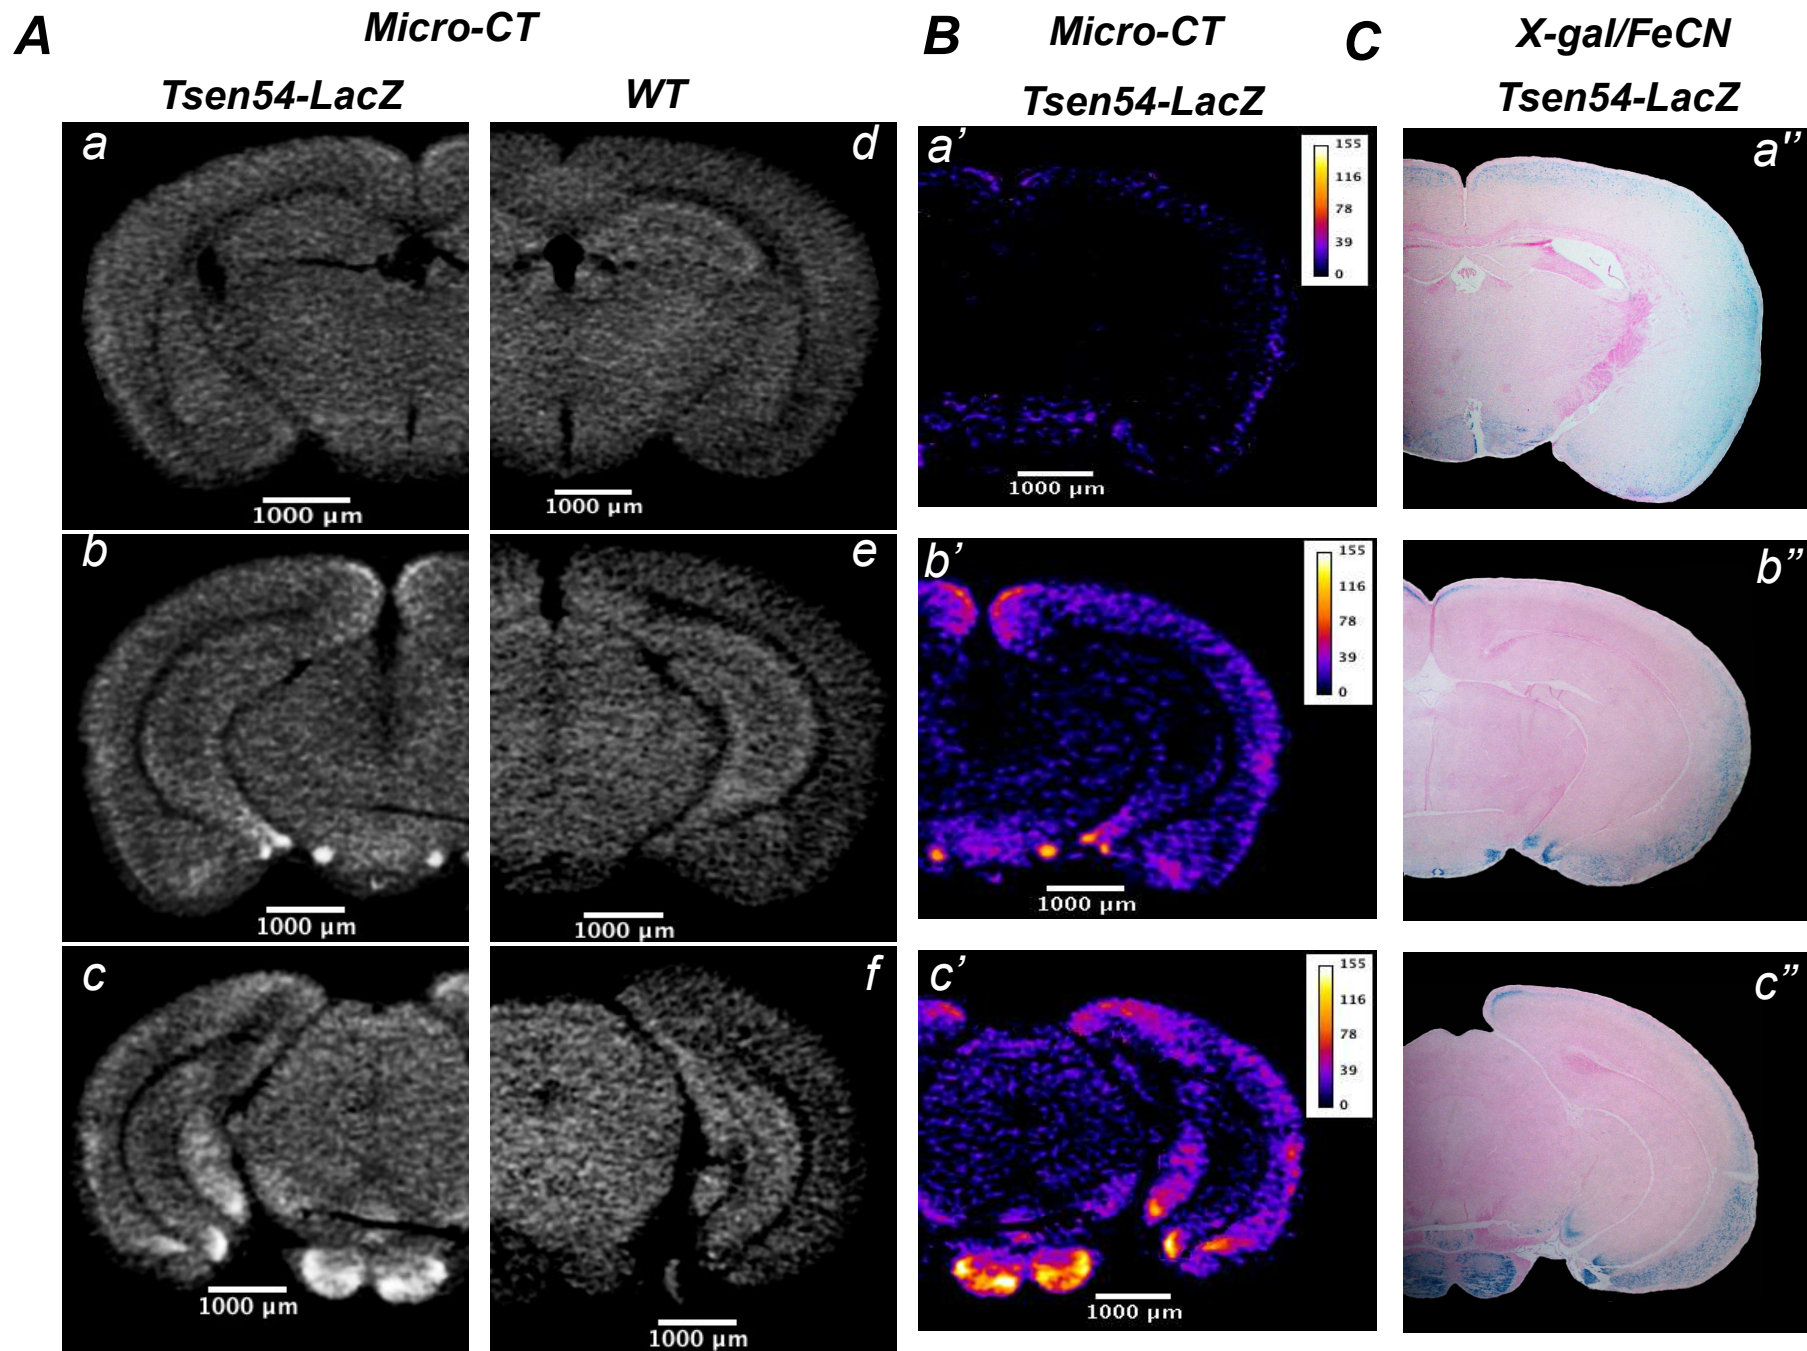 A
Micro-CT
B
Micro-CT
C
X-gal/FeCN
Tsen54-LacZ
WT
Tsen54-LacZ
Tsen54-LacZ
a
1000 µm
d
1000 µm
a’
155
116
78
39
0
1000 µm
a"
b
1000 µm
e
1000 µm
b’
155
116
78
39
0
1000 µm
b”
c
1000 µm
f
1000 µm
c’
155
116
78
39
0
1000 µm
c”